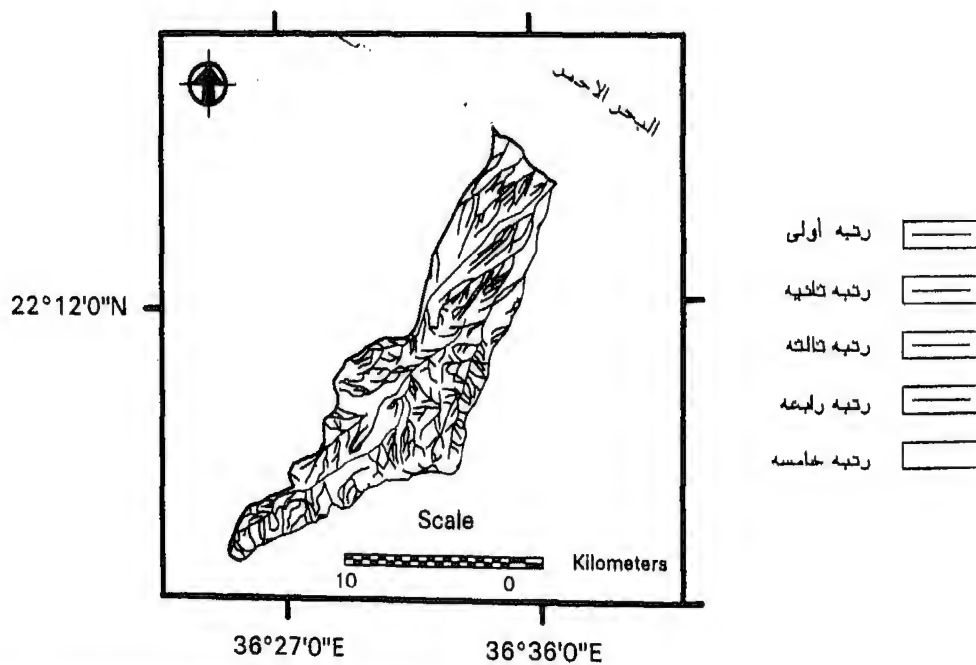 البحر الاحمر
رتبه أولى
22°12'0"N
رتبه ثانيه
رتبه ثالثه
رتبه رابعه
رتبه خامسه
Scale
Kilometers
10 0
36°27'0"E 36°36'0"E